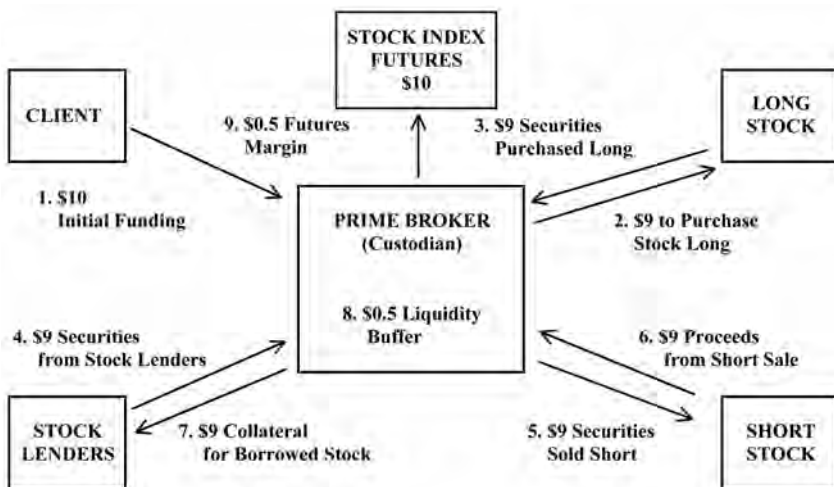 STOCK INDEX
FUTURES
$10
CLIENT
LONG
STOCK
9. $0.5 Futures
Margin
3. $9 Securities
Purchased Long
1. $10
Initial Funding
PRIME BROKER
(Custodian)
2. $9 to Purchase
Stock Long
8. $0.5 Liquidity
Buffer
4. $9 Securities
from Stock Lenders
6. $9 Proceeds
from Short Sale
STOCK
LENDERS
7. $9 Collateral
for Borrowed Stock
5. $9 Securities
Sold Short
SHORT
STOCK